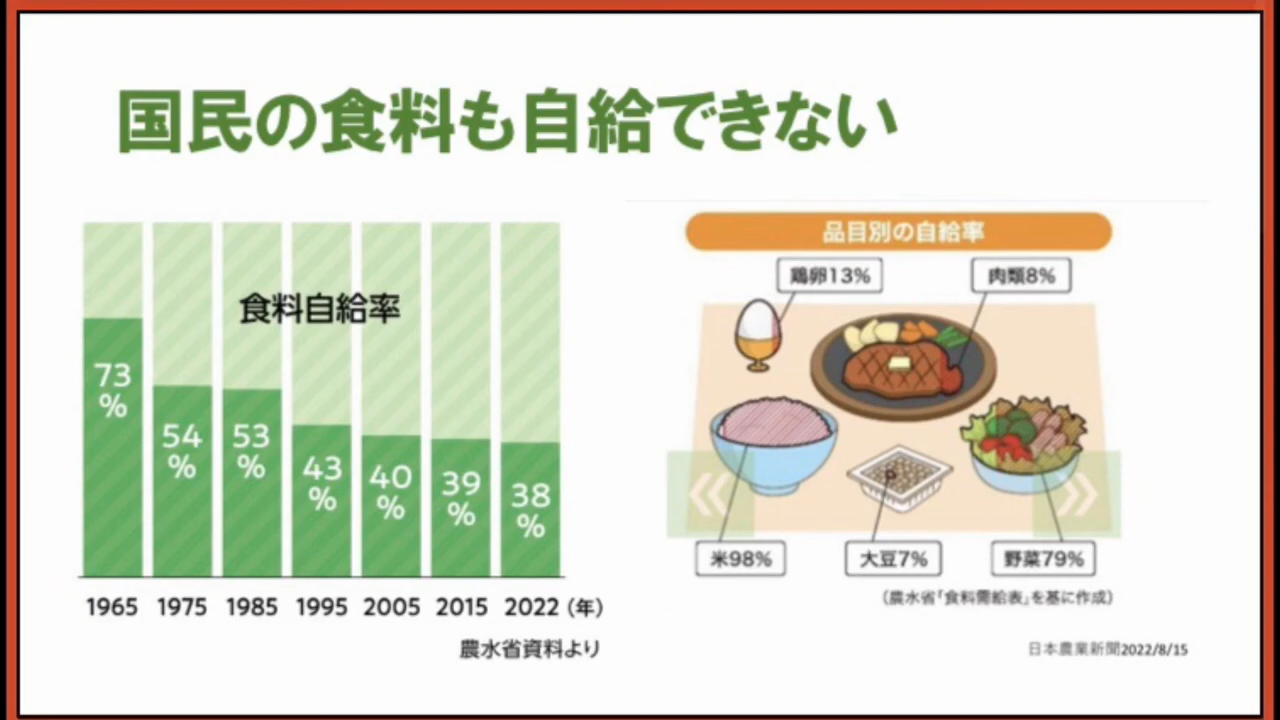 国民の食料も自給できない
食料自給率
73
%
54
%
53
%
43
%
40
%
39
%
38
%
1965 1975 1985 1995 2005 2015 2022 (年)
農水省資料より
品目別の自給率
鶏卵13%
肉類8%
米98%
大豆7%
野菜79%
(農水省「食料需給表」を基に作成)
日本農業新聞2022/8/15